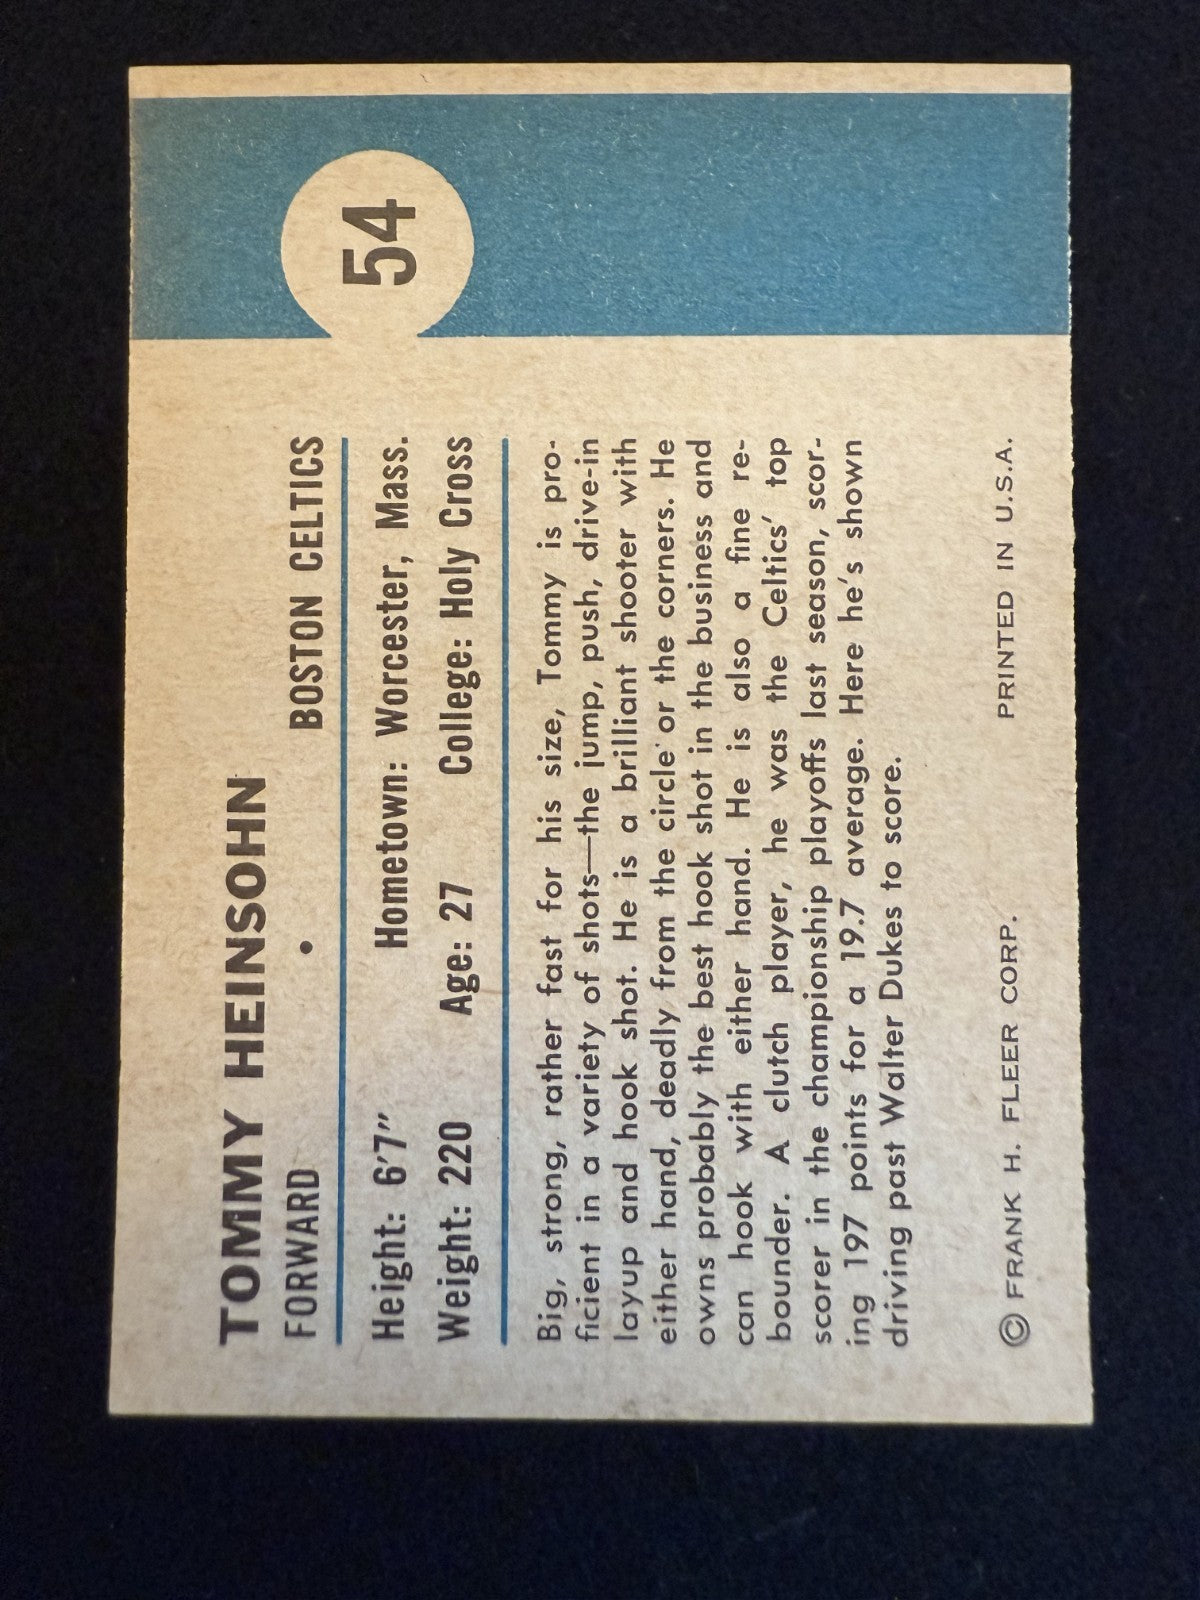 54
TOMMY HEINSOHN
FORWARD • BOSTON CELTICS
Height: 6'7" Hometown: Worcester, Mass.
Weight: 220 Age: 27 College: Holy Cross
Big, strong, rather fast for his size, Tommy is pro-
ficient in a variety of shots—the jump, push, drive-in
layup and hook shot. He is a brilliant shooter with
either hand, deadly from the circle or the corners. He
owns probably the best hook shot in the business and
can hook with either hand. He is also a fine re-
bounder. A clutch player, he was the Celtics' top
scorer in the championship playoffs last season, scor-
ing 197 points for a 19.7 average. Here he's shown
driving past Walter Dukes to score.
© FRANK H. FLEER CORP. PRINTED IN U.S.A.